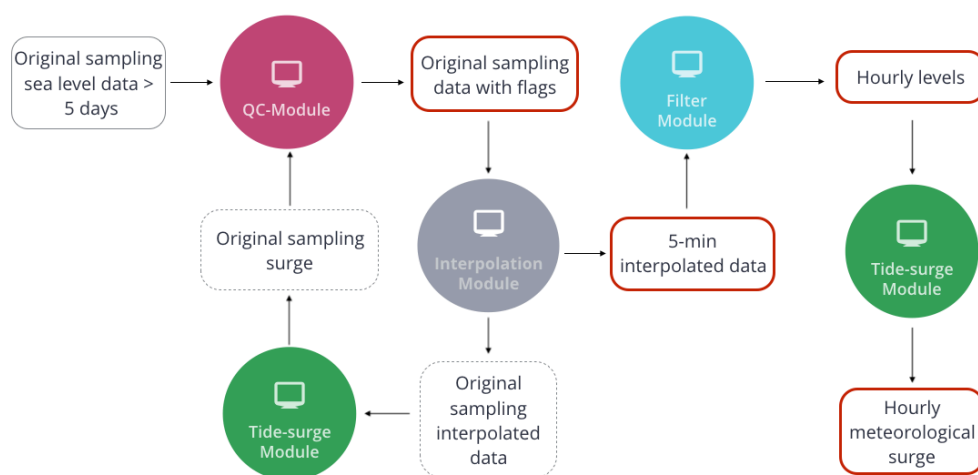 Original sampling
sea level data >
5 days
QC-Module
Original sampling
data with flags
Filter
Module
Hourly levels
Original sampling
surge
Interpolation
Module
5-min
interpolated data
Tide-surge
Module
Tide-surge
Module
Original
sampling
interpolated
data
Hourly
meteorological
surge